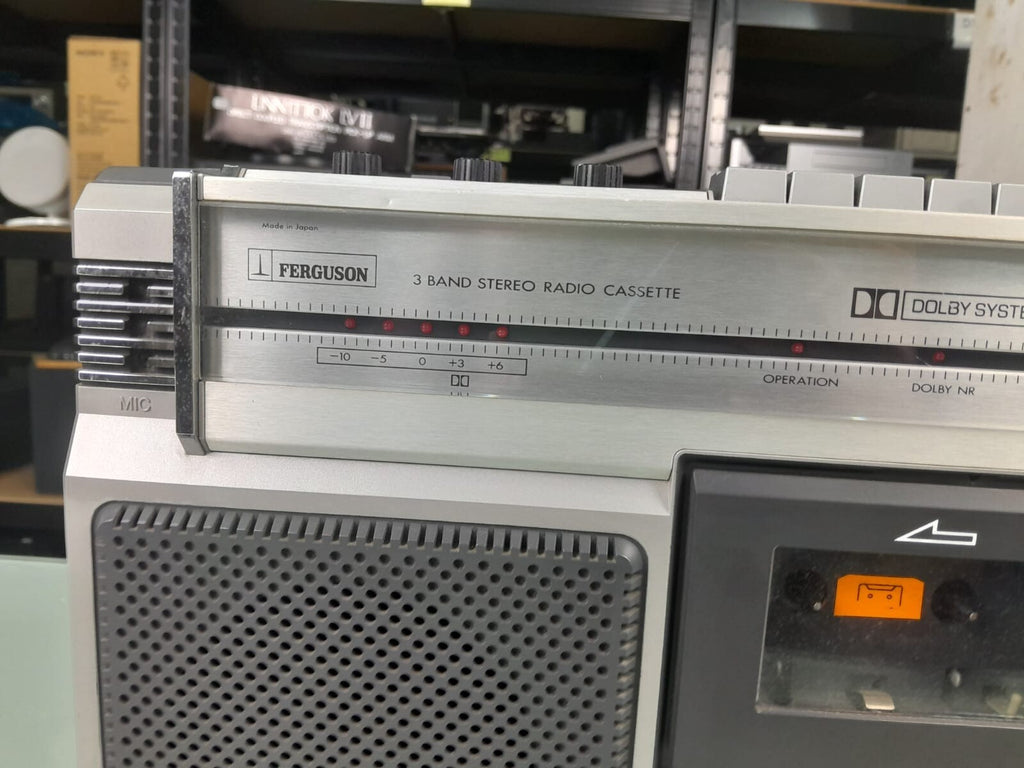 SONY
Made in Japan
FERGUSON
3 BAND STEREO RADIO CASSETTE
DOLBY SYSTE
-10 -5 0 +3 +6
OPERATION
DOLBY NR
MIC